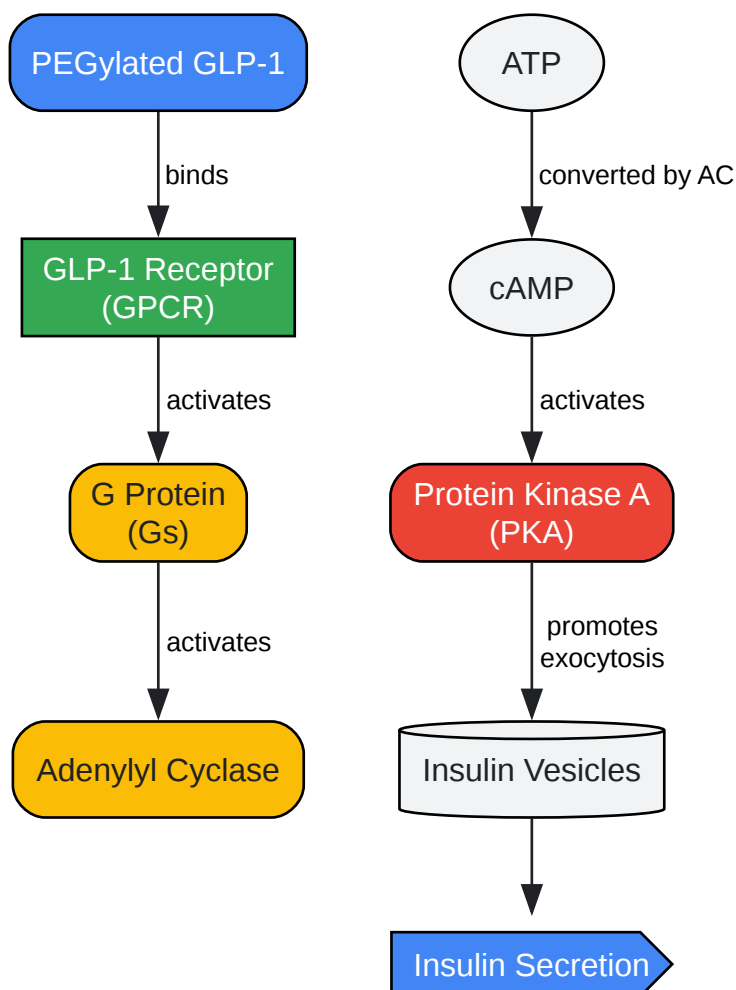 PEGylated GLP-1
binds
GLP-1 Receptor
(GPCR)
activates
G Protein
(Gs)
activates
Adenylyl Cyclase
ATP
converted by AC
cAMP
activates
Protein Kinase A
(PKA)
promotes
exocytosis
Insulin Vesicles
Insulin Secretion